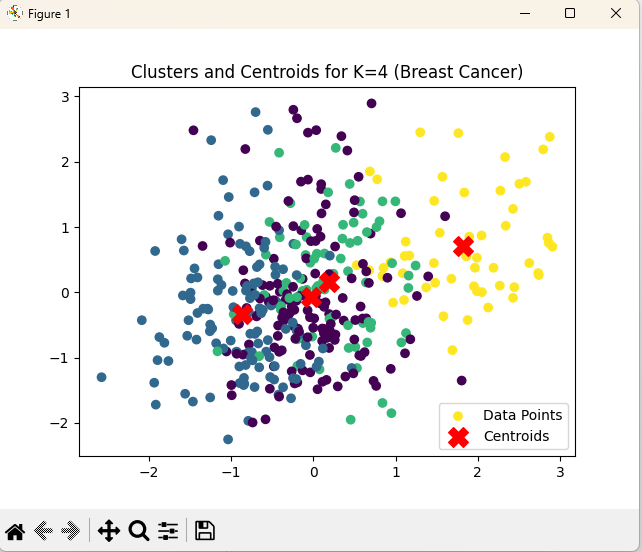 Figure 1
Clusters and Centroids for K=4 (Breast Cancer)
3
2
1
0
−1
−2
Data Points
Centroids
−2 −1 0 1 2 3